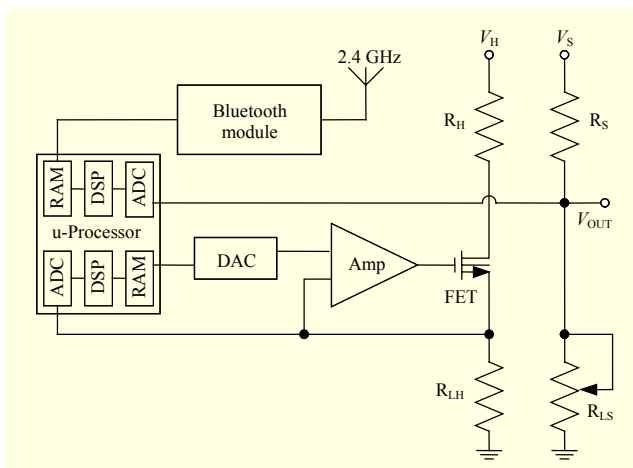 V_H
V_S
2.4 GHz
Bluetooth
module
R_H
R_S
RAM
DSP
ADC
u-Processor
V_OUT
ADC
DSP
RAM
DAC
Amp
FET
R_LH
R_LS